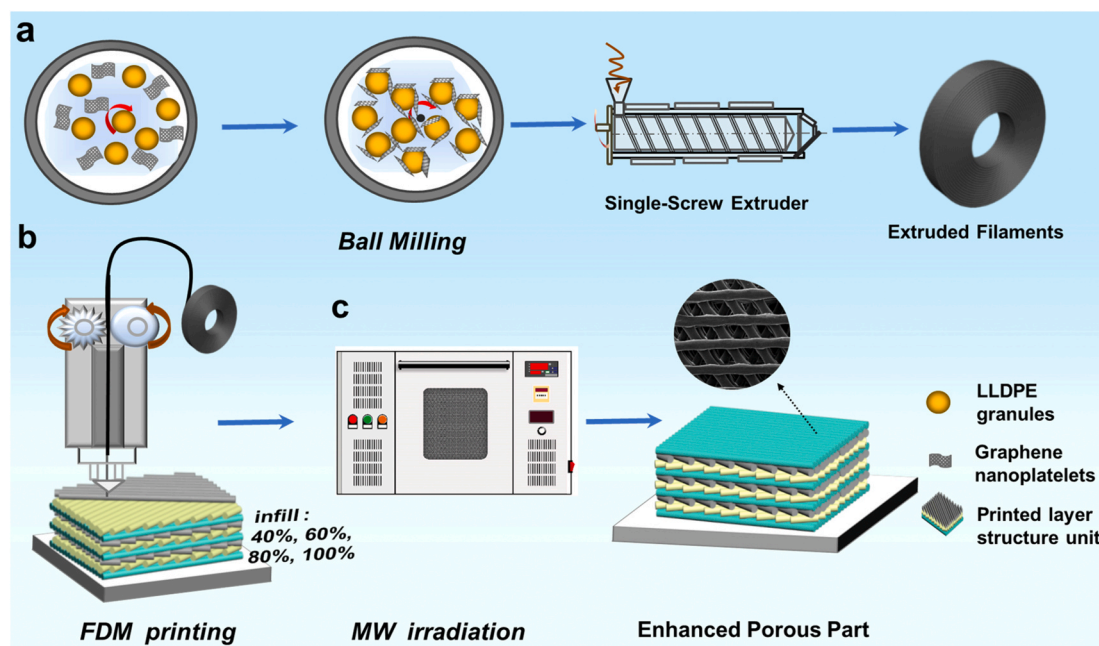 a
Ball Milling
Single-Screw Extruder
Extruded Filaments
b
infill :
40%, 60%,
80%, 100%
FDM printing
c
MW irradiation
Enhanced Porous Part
LLDPE
granules
Graphene
nanoplatelets
Printed layer
structure unit